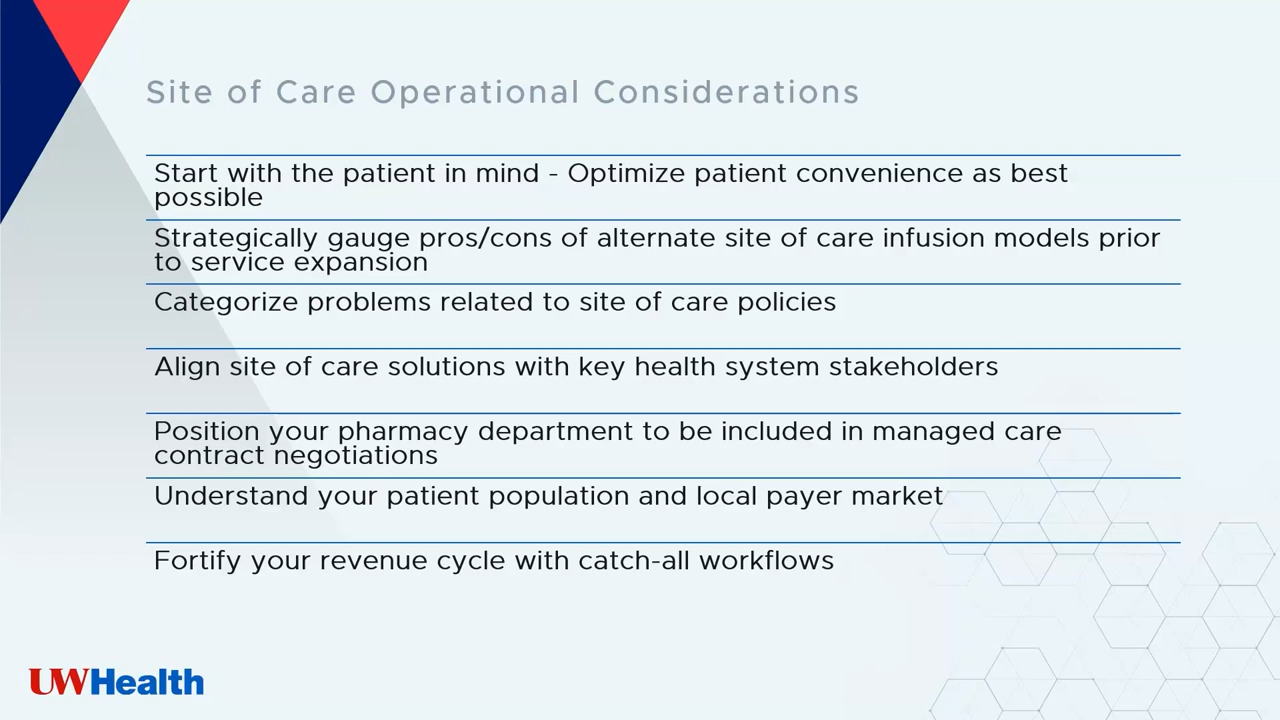 Site of Care Operational Considerations
Start with the patient in mind - Optimize patient convenience as best
possible
Strategically gauge pros/cons of alternate site of care infusion models prior
to service expansion
Categorize problems related to site of care policies
Align site of care solutions with key health system stakeholders
Position your pharmacy department to be included in managed care
contract negotiations
Understand your patient population and local payer market
Fortify your revenue cycle with catch-all workflows
UWHealth